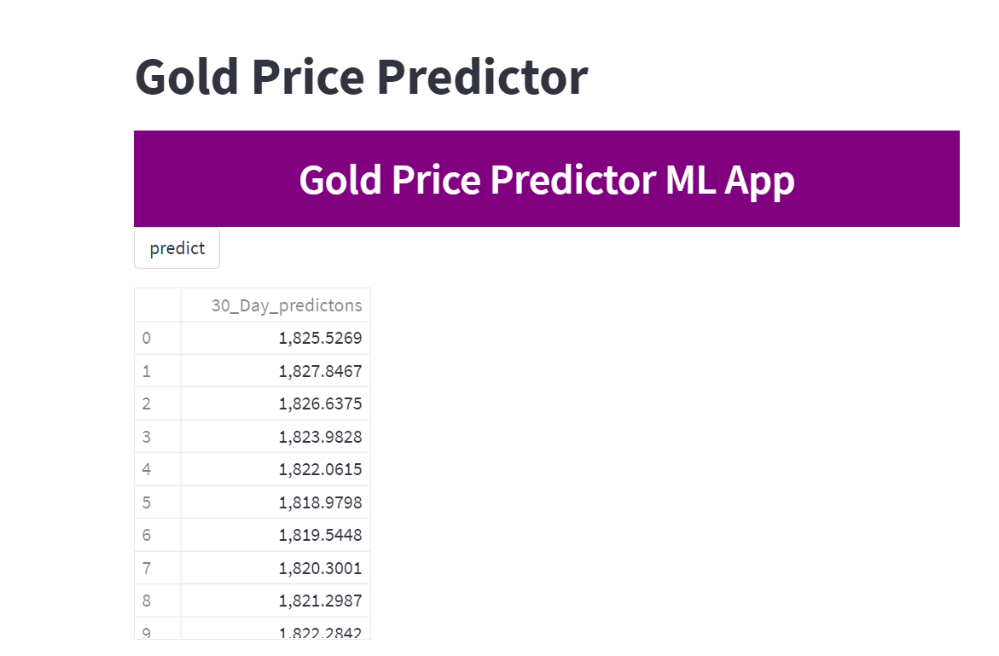 Gold Price Predictor
Gold Price Predictor ML App
predict
30_Day_predictons
0 1,825.5269
1 1,827.8467
2 1,826.6375
3 1,823.9828
4 1,822.0615
5 1,818.9798
6 1,819.5448
7 1,820.3001
8 1,821.2987
9 1,822.2842